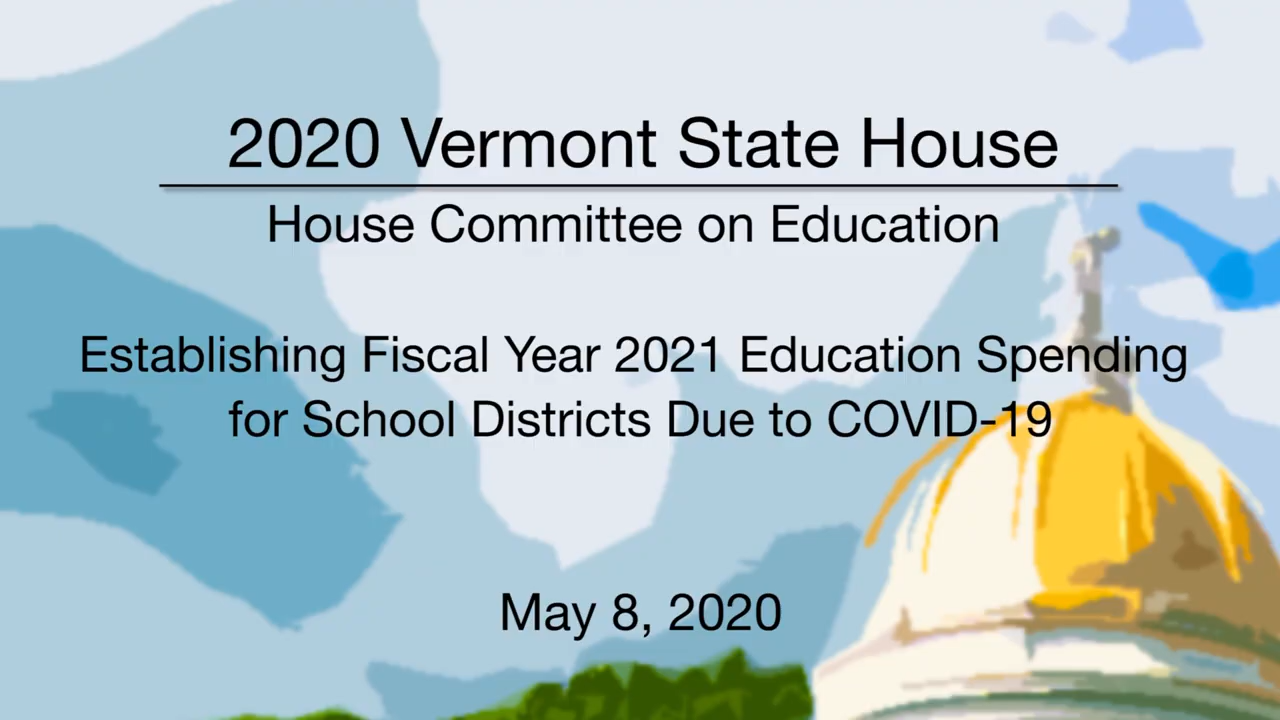 2020 Vermont State House
House Committee on Education
Establishing Fiscal Year 2021 Education Spending
for School Districts Due to COVID-19
May 8, 2020